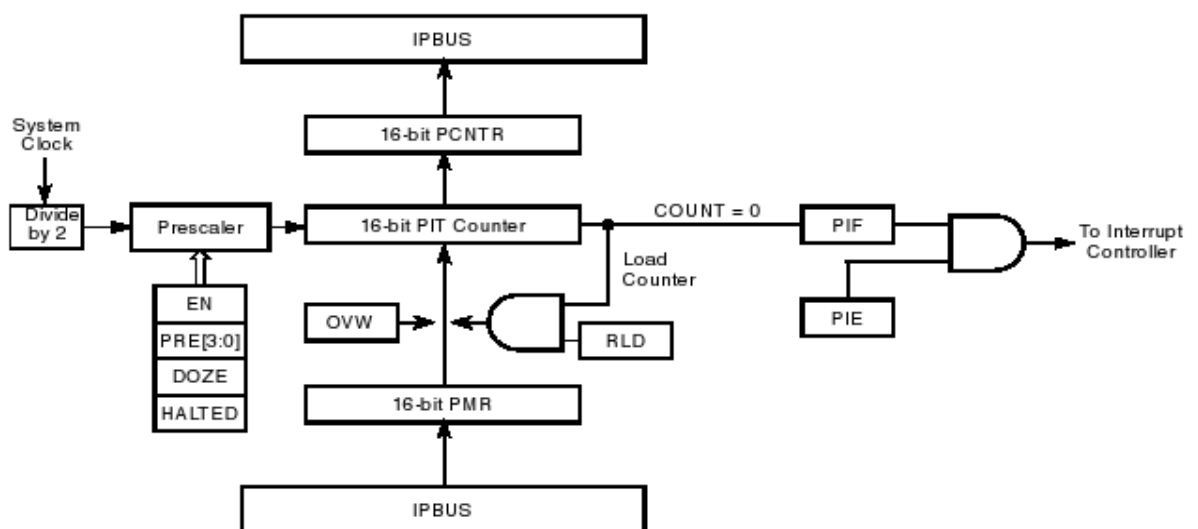 IPBUS
16-bit PCNTR
System
Clock
Divide
by 2
Prescaler
16-bit PIT Counter
COUNT = 0
PIF
To Interrupt
Controller
Load
Counter
EN
PRE[3:0]
DOZE
HALTED
OVW
RLD
PIE
16-bit PMR
IPBUS